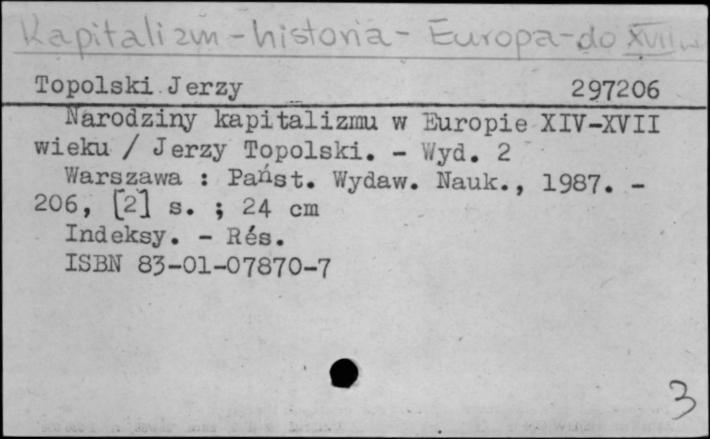 Kapitalizm - historia - Europa - do XVII w.
Topolski Jerzy 297206
Narodziny kapitalizmu w Europie XIV-XVII
wieku / Jerzy Topolski. - Wyd. 2
Warszawa : Państ. Wydaw. Nauk., 1987. -
206, [2] s. ; 24 cm
Indeksy. - Rés.
ISBN 83-01-07870-7
3